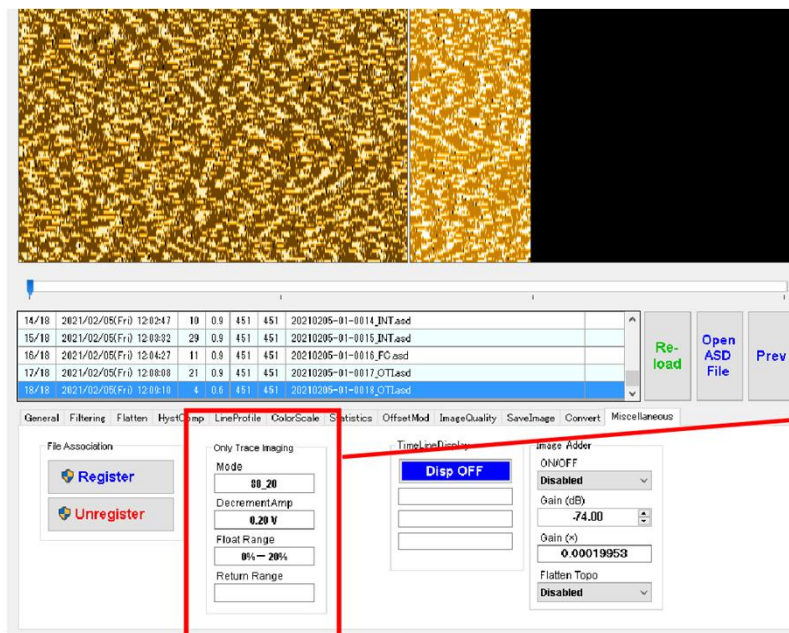 14/18 2021/02/05(Fri) 12:02:47 10 0.9 451 451 20210205-01-0014_INT.asd
15/18 2021/02/05(Fri) 12:03:32 29 0.9 451 451 20210205-01-0015_INT.asd
16/18 2021/02/05(Fri) 12:04:27 11 0.9 451 451 20210205-01-0016_FC.asd
17/18 2021/02/05(Fri) 12:08:08 21 0.9 451 451 20210205-01-0017_OTI.asd
18/18 2021/02/05(Fri) 12:09:10 4 0.6 451 451 20210205-01-0018_OTI.asd
Re-
load
Open
ASD
File
Prev
General Filtering Flatten HystComp LineProfile ColorScale Statistics OffsetMod ImageQuality SaveImage Convert Miscellaneous
File Association
Register
Unregister
Only Trace Imaging
Mode
80_20
DecrementAmp
0.20 V
Float Range
0%－20%
Return Range
TimeLineDisplay
Disp OFF
Image Adder
ON/OFF
Disabled
Gain (dB)
-74.00
Gain (×)
0.00019953
Flatten Topo
Disabled